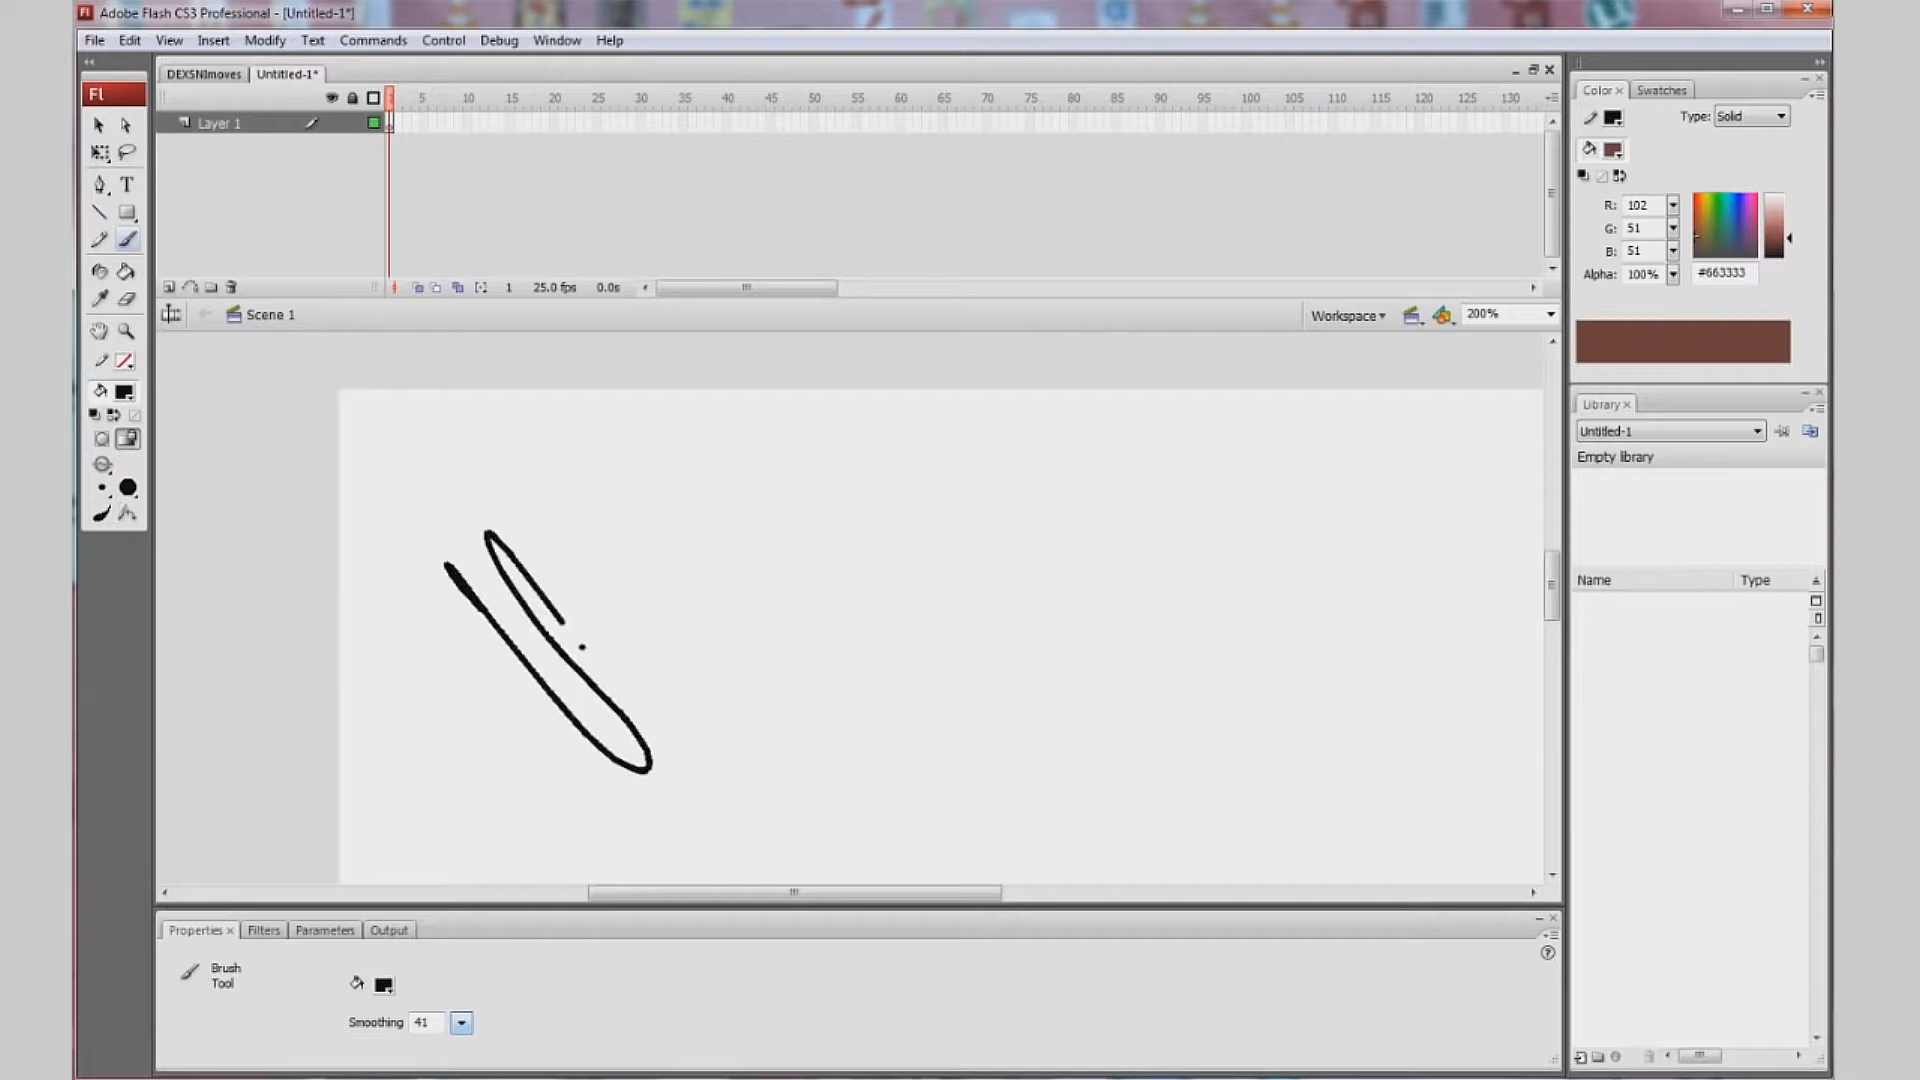 Adobe Flash CS3 Professional - [Untitled-1*]
File Edit View Insert Modify Text Commands Control Debug Window Help
DEXSNImoves Untitled-1*
Fl
5 10 15 20 25 30 35 40 45 50 55 60 65 70 75 80 85 90 95 100 105 110 115 120 125 130
Layer 1
1 25.0 fps 0.0s
Scene 1
Workspace 200%
Color Swatches
Type: Solid
R: 102
G: 51
B: 51
Alpha: 100% #663333
Library
Untitled-1
Empty library
Name Type
Properties Filters Parameters Output
Brush
Tool
Smoothing 41